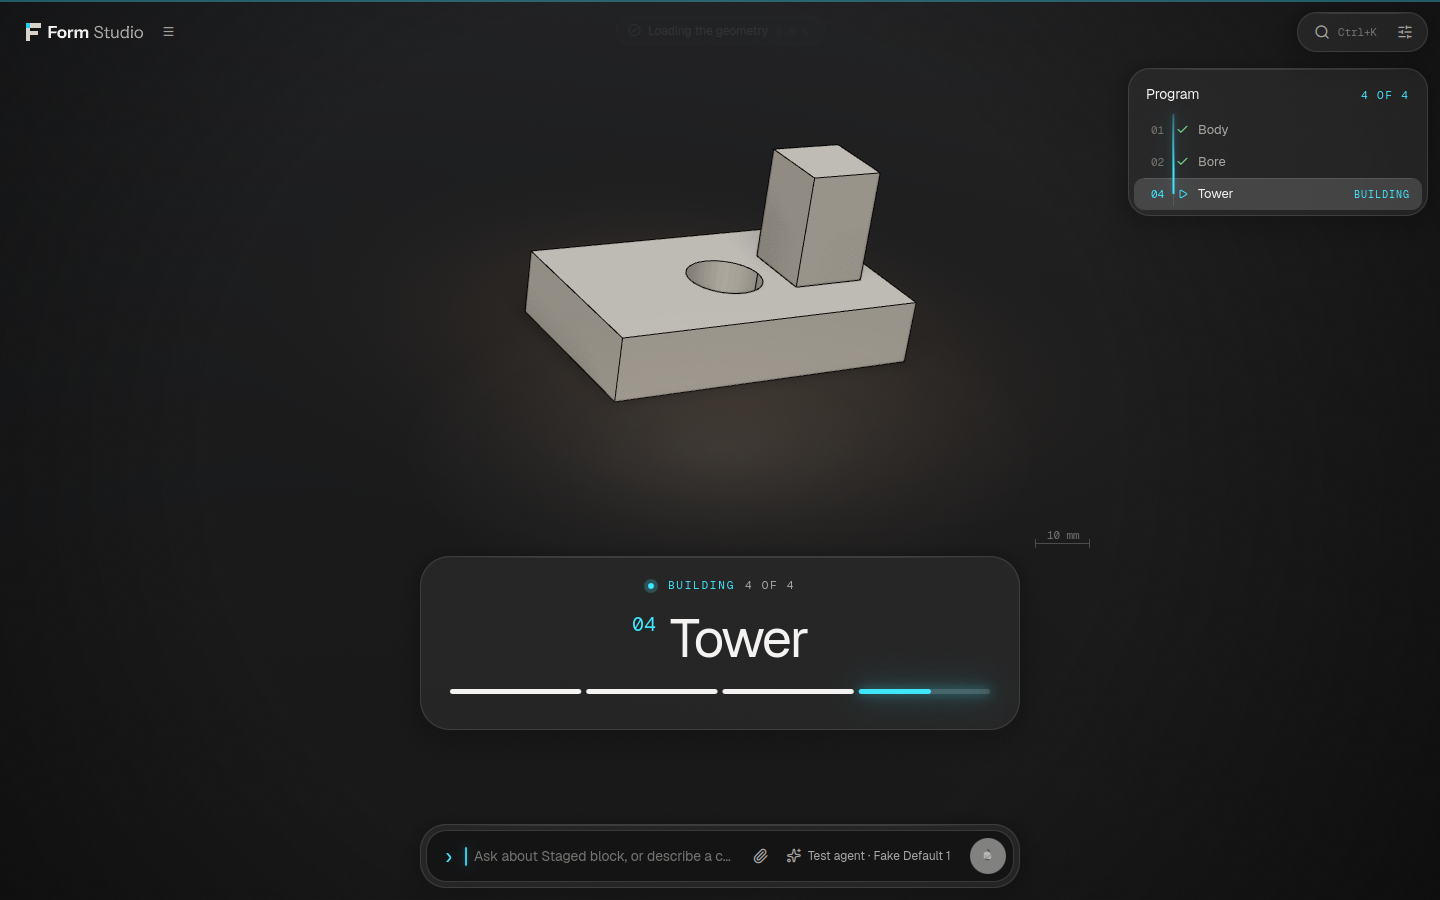 Form Studio
Loading the geometry
Ctrl+K
Program
4 OF 4
01 Body
02 Bore
04 Tower BUILDING
10 mm
BUILDING 4 OF 4
04 Tower
Ask about Staged block, or describe a c…
Test agent · Fake Default 1